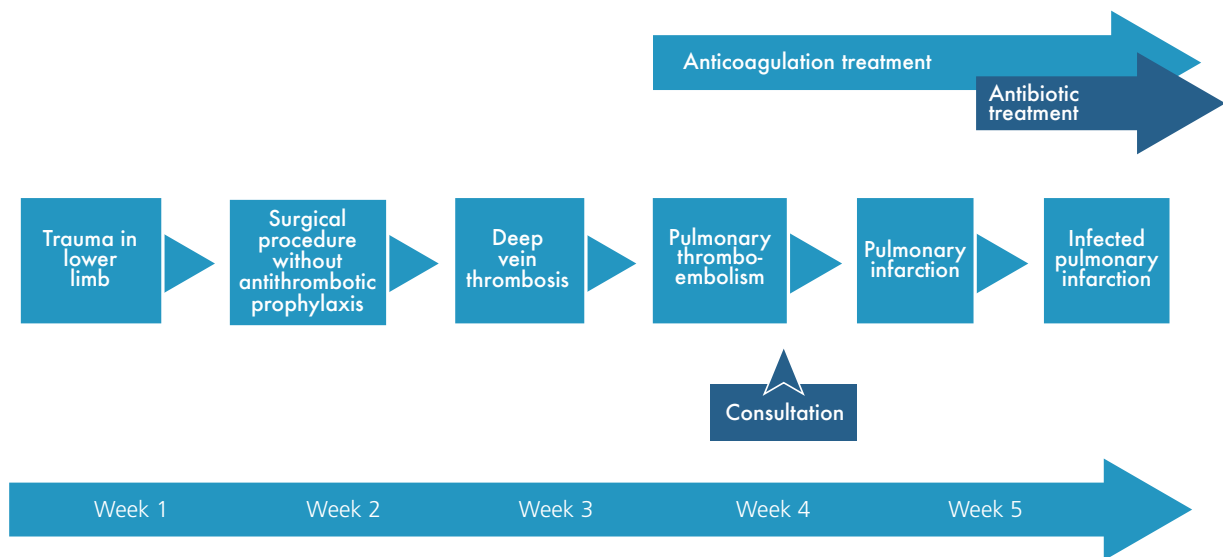 Anticoagulation treatment
Antibiotic
treatment
Trauma in
lower
limb
Surgical
procedure
without
antithrombotic
prophylaxis
Deep
vein
thrombosis
Pulmonary
thrombo-
embolism
Pulmonary
infarction
Infected
pulmonary
infarction
Consultation
Week 1
Week 2
Week 3
Week 4
Week 5